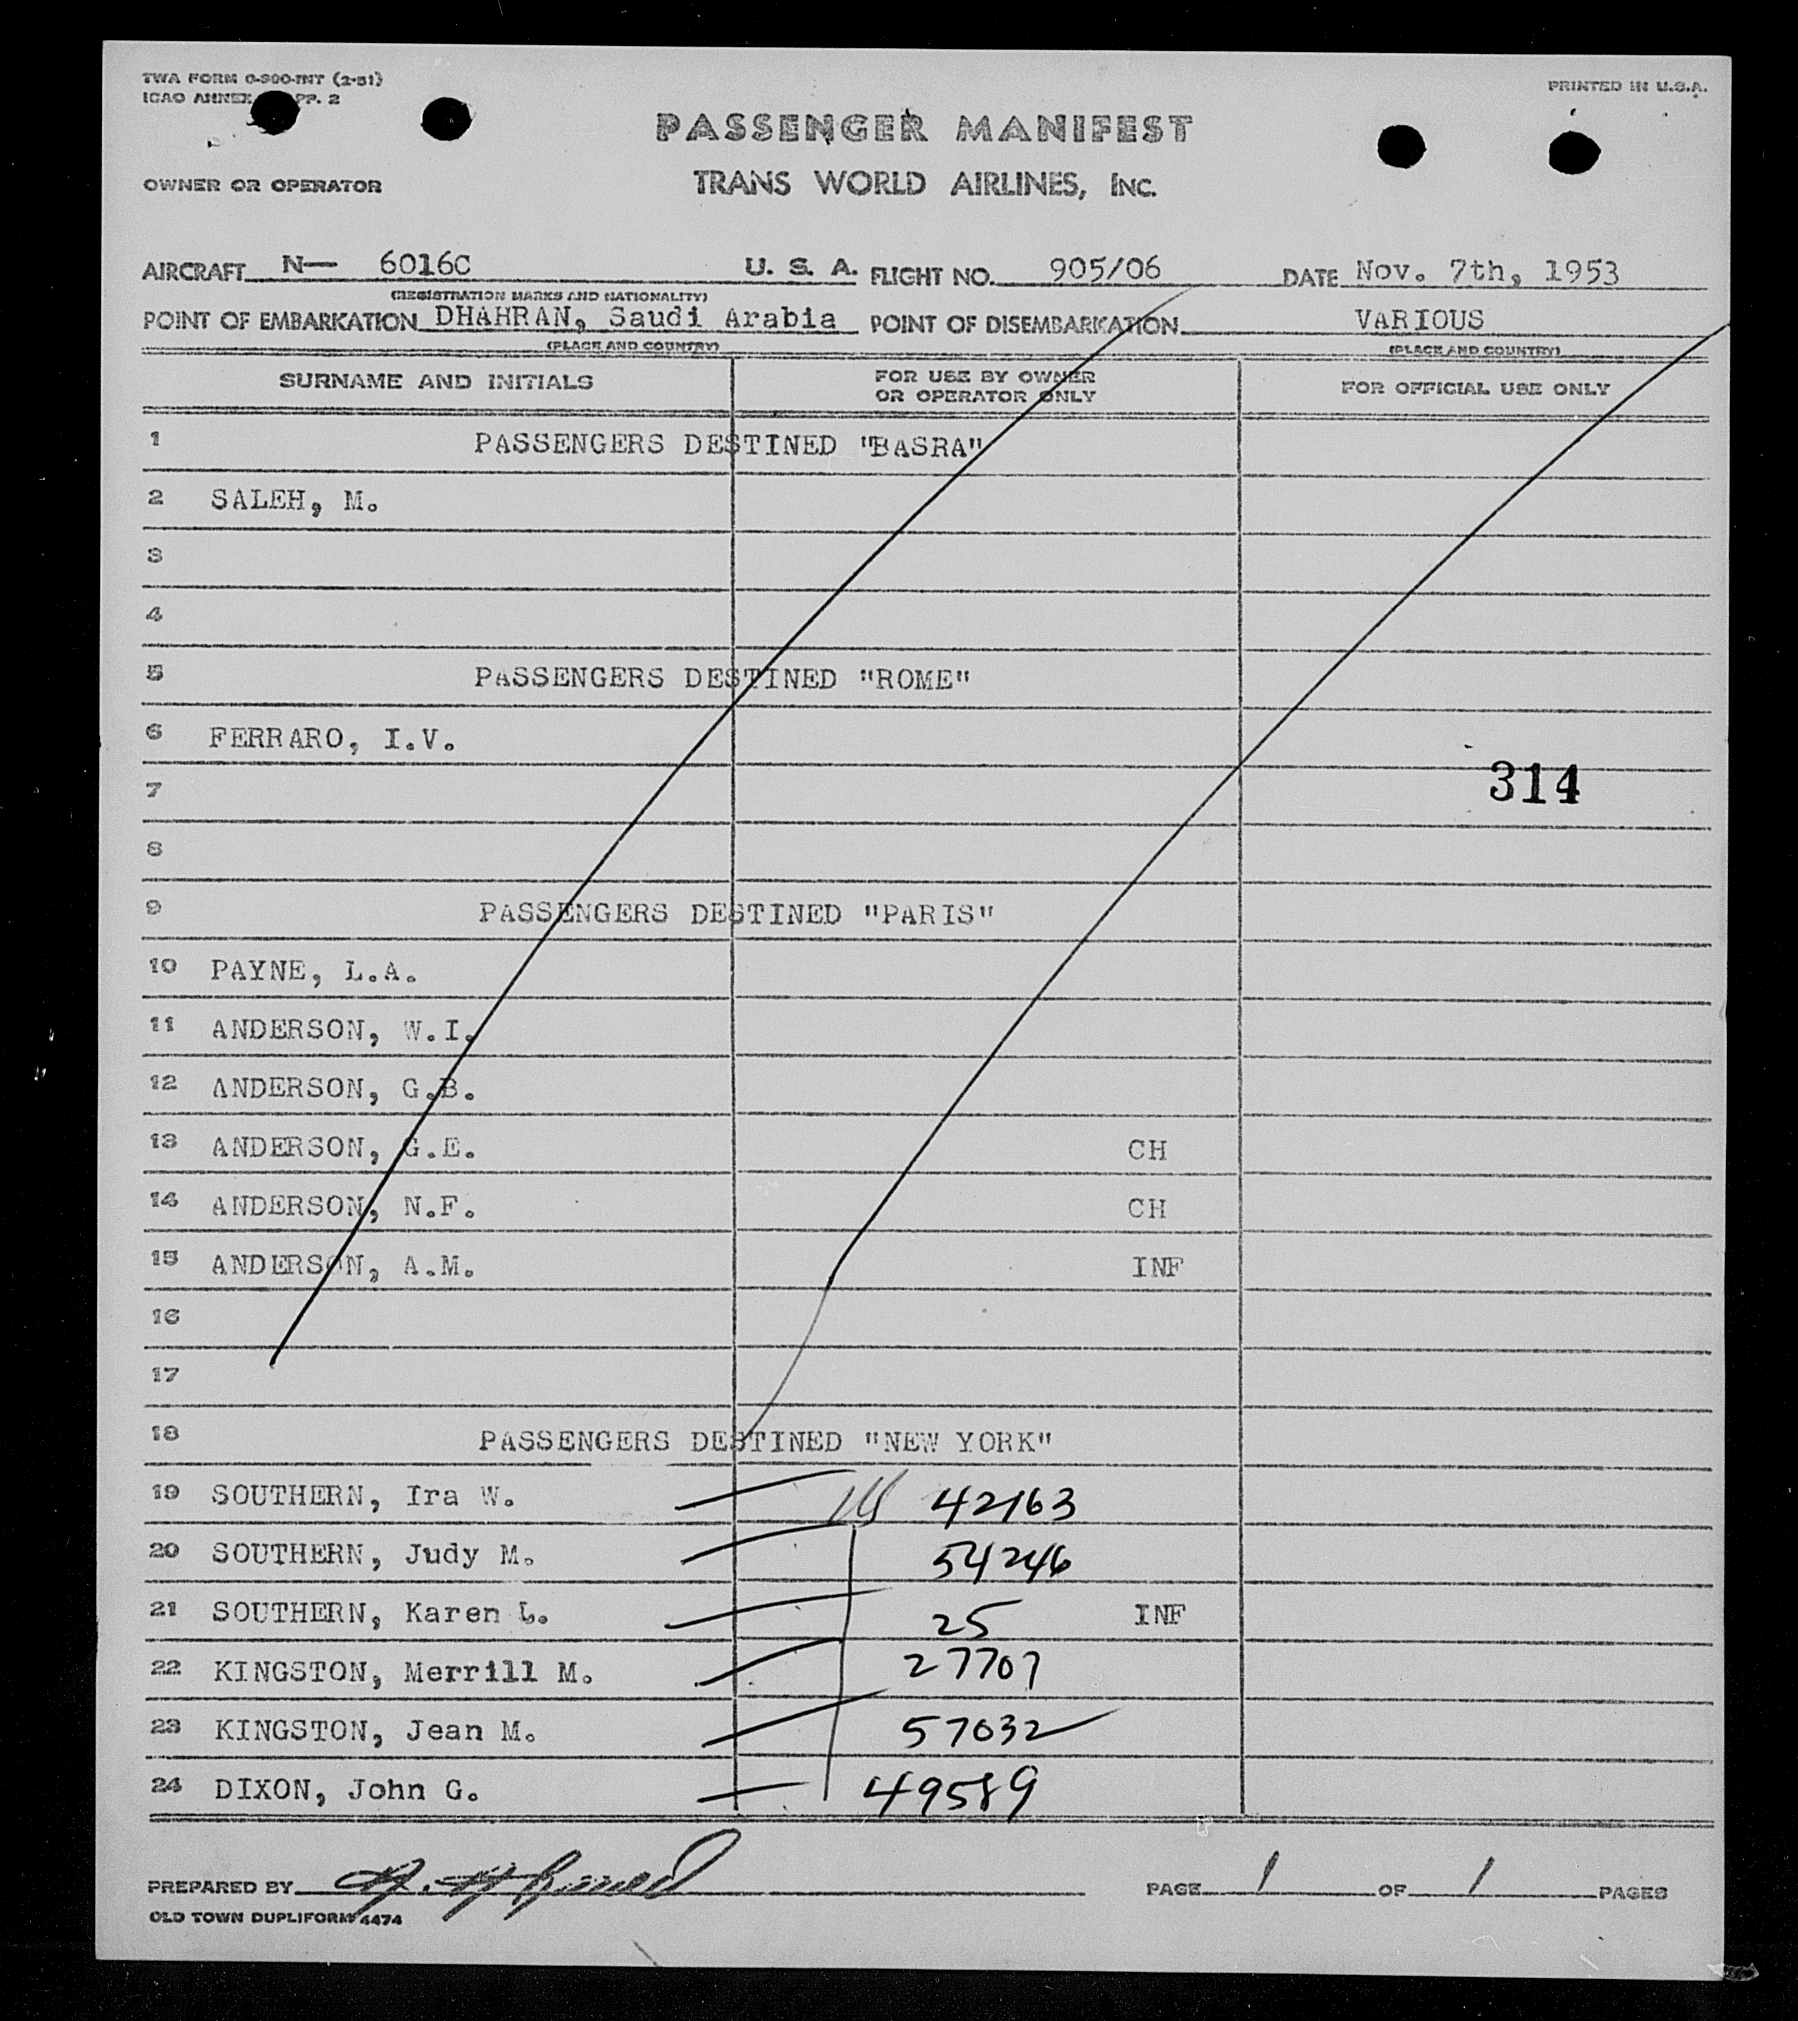 TWA FORM O-900-INT (2-51)
PRINTED IN U.S.A.
ICAO ANNEX PP. 2
PASSENGER MANIFEST
OWNER OR OPERATOR
TRANS WORLD AIRLINES, INC.
AIRCRAFT N— 6016C U. S. A. FLIGHT NO. 905/06 DATE Nov. 7th, 1953
(REGISTRATION MARKS AND NATIONALITY)
POINT OF EMBARKATION DHAHRAN, Saudi Arabia POINT OF DISEMBARKATION VARIOUS
(PLACE AND COUNTRY) (PLACE AND COUNTRY)
SURNAME AND INITIALS FOR USE BY OWNER OR OPERATOR ONLY FOR OFFICIAL USE ONLY
1 PASSENGERS DESTINED "BASRA"
2 SALEH, M.
3
4
5 PASSENGERS DESTINED "ROME"
6 FERRARO, I.V.
314
7
8
9 PASSENGERS DESTINED "PARIS"
10 PAYNE, L.A.
11 ANDERSON, W.I.
12 ANDERSON, G.B.
13 ANDERSON, G.E. CH
14 ANDERSON, N.F. CH
15 ANDERSON, A.M. INF
16
17
18 PASSENGERS DESTINED "NEW YORK"
19 SOUTHERN, Ira W. 42163
20 SOUTHERN, Judy M. 54246
21 SOUTHERN, Karen L. 25 INF
22 KINGSTON, Merrill M. 27707
23 KINGSTON, Jean M. 57032
24 DIXON, John G. 49589
PREPARED BY PAGE 1 OF 1 PAGES
OLD TOWN DUPLIFORM 4474